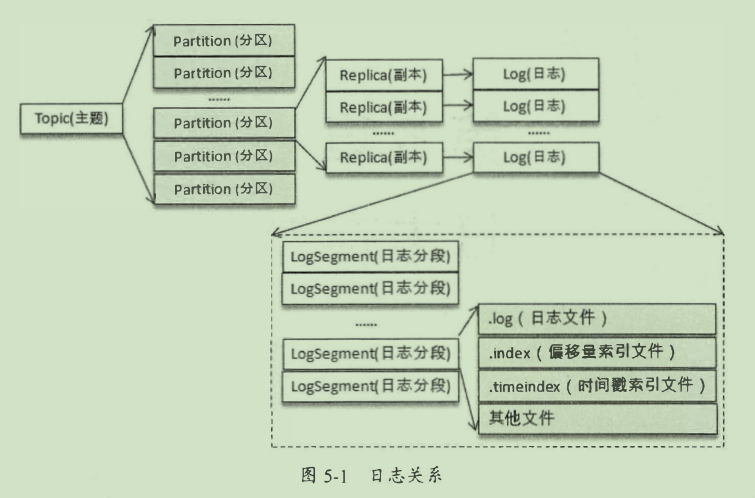 Topic(主题)
Partition (分区)
Partition (分区)
......
Partition (分区)
Partition (分区)
Partition (分区)
Replica(副本)
Replica(副本)
......
Replica(副本)
Log(日志)
Log(日志)
......
Log(日志)
LogSegment(日志分段)
LogSegment(日志分段)
......
LogSegment(日志分段)
LogSegment(日志分段)
.log（日志文件）
.index（偏移量索引文件）
.timeindex（时间戳索引文件）
其他文件
图 5-1 日志关系